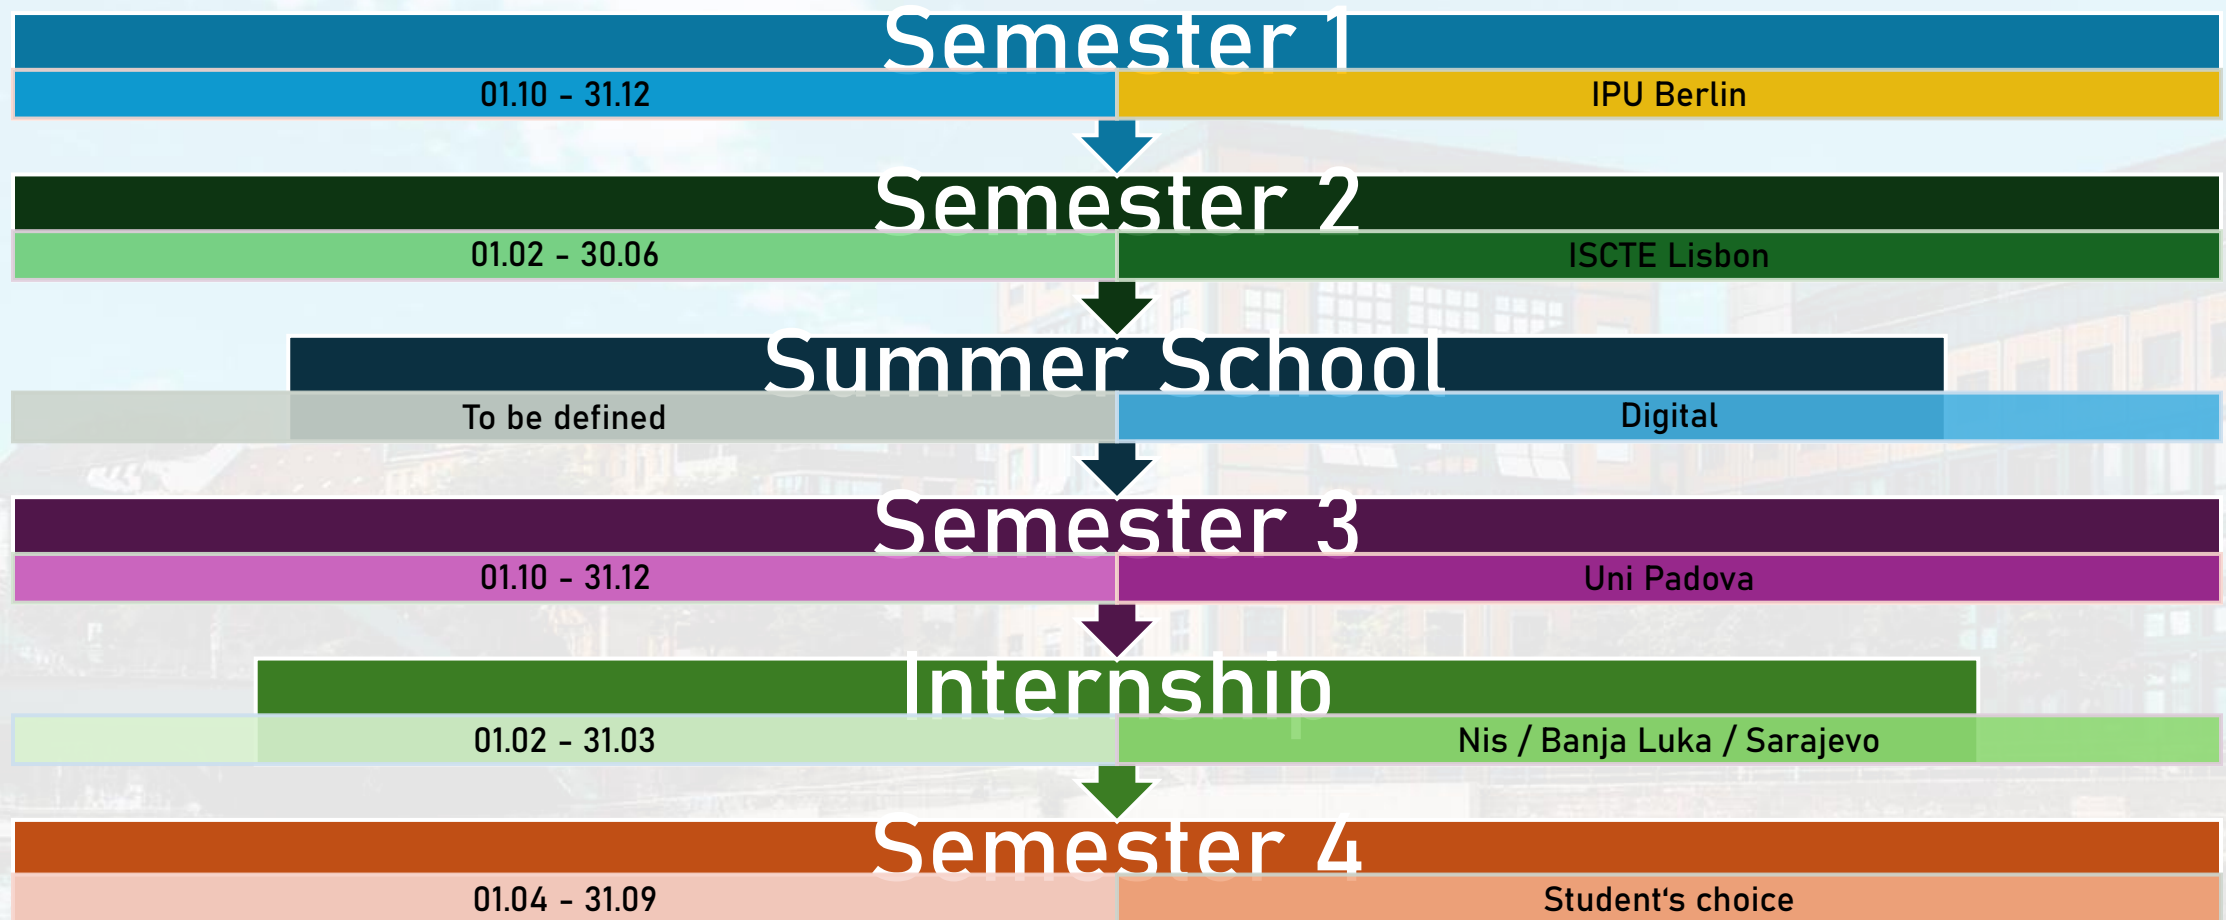 Semester 1
01.10 - 31.12 IPU Berlin
Semester 2
01.02 - 30.06 ISCTE Lisbon
Summer School
To be defined Digital
Semester 3
01.10 - 31.12 Uni Padova
Internship
01.02 - 31.03 Nis / Banja Luka / Sarajevo
Semester 4
01.04 - 31.09 Student‘s choice